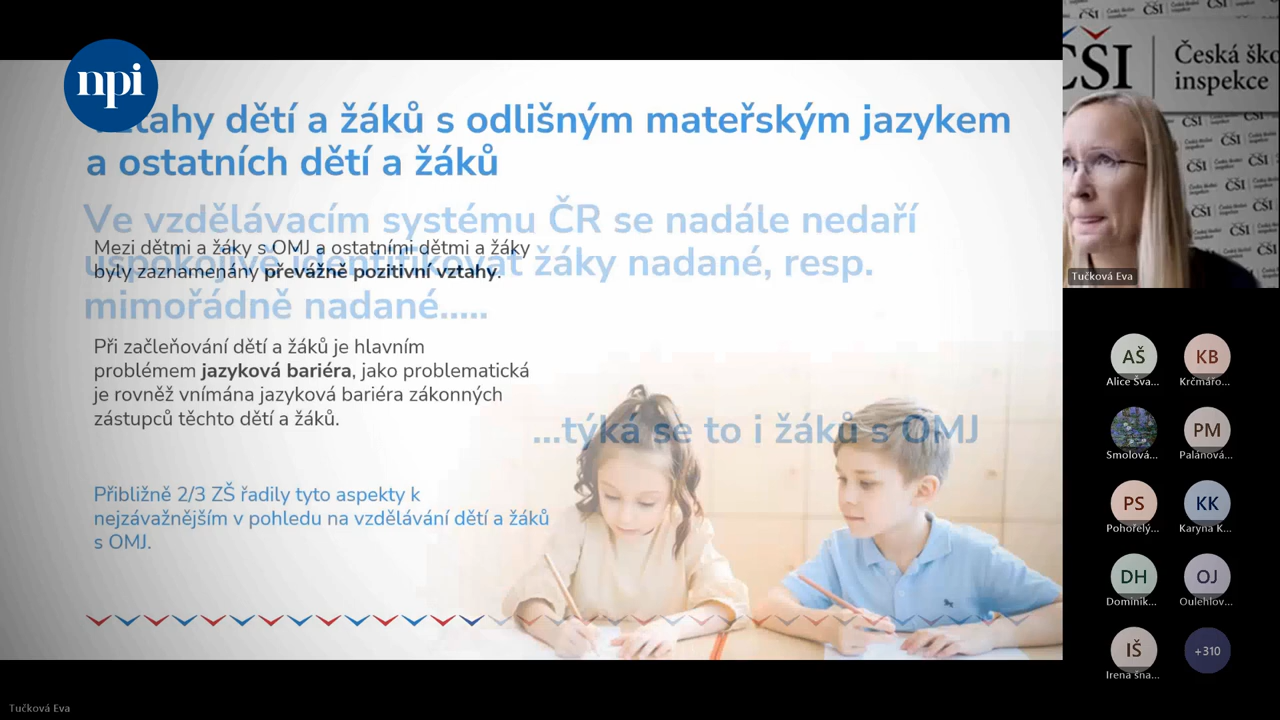 npi
Vztahy dětí a žáků s odlišným mateřským jazykem
a ostatních dětí a žáků
Ve vzdělávacím systému ČR se nadále nedaří
uspokojivě identifikovat žáky nadané, resp.
mimořádně nadané.....
Mezi dětmi a žáky s OMJ a ostatními dětmi a žáky
byly zaznamenány převážně pozitivní vztahy.
Při začleňování dětí a žáků je hlavním
problémem jazyková bariéra, jako problematická
je rovněž vnímána jazyková bariéra zákonných
zástupců těchto dětí a žáků.
...týká se to i žáků s OMJ
Přibližně 2/3 ZŠ řadily tyto aspekty k
nejzávažnějším v pohledu na vzdělávání dětí a žáků
s OMJ.
ČŠI
Česká ško
inspekce
Tučková Eva
AŠ
Alice Šva...
KB
Krčmářo...
Smolová...
PM
Palánová...
PS
Pohořelý...
KK
Karyna K...
DH
Dominik...
OJ
Oulehlov...
IŠ
Irena šna...
+310
Tučková Eva